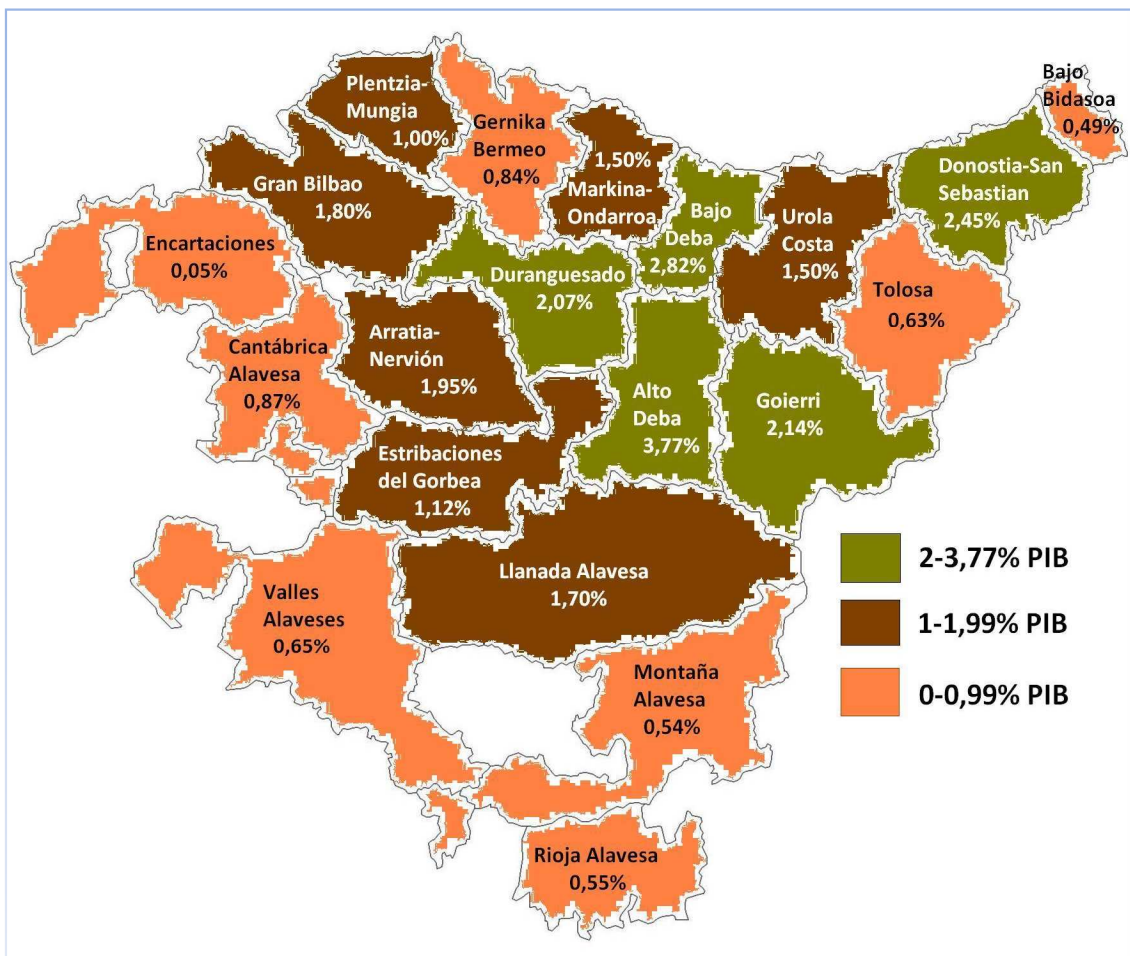 Plentzia-
Mungia
1,00%
Gernika
Bermeo
0,84%
1,50%
Markina-
Ondarroa
Bajo
Bidasoa
0,49%
Donostia-San
Sebastian
2,45%
Gran Bilbao
1,80%
Bajo
Deba
2,82%
Urola
Costa
1,50%
Encartaciones
0,05%
Duranguesado
2,07%
Tolosa
0,63%
Cantábrica
Alavesa
0,87%
Arratia-
Nervión
1,95%
Alto
Deba
3,77%
Goierri
2,14%
Estribaciones
del Gorbea
1,12%
Llanada Alavesa
1,70%
Valles
Alaveses
0,65%
Montaña
Alavesa
0,54%
Rioja Alavesa
0,55%
2-3,77% PIB
1-1,99% PIB
0-0,99% PIB